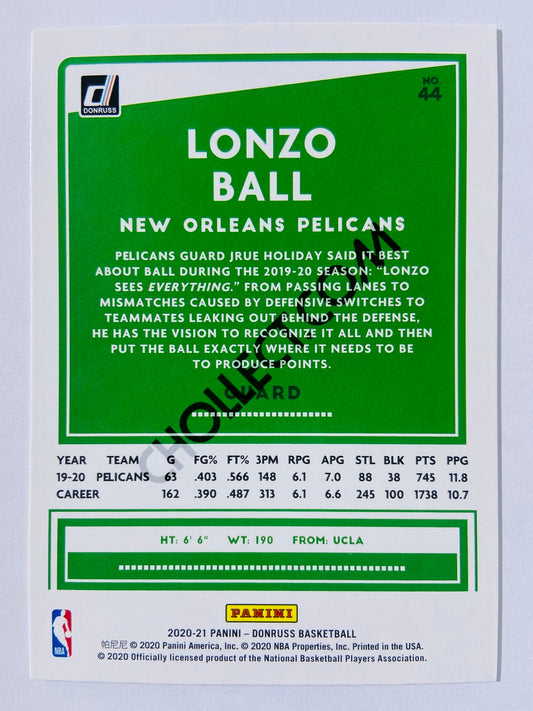 DONRUSS
NO.
44
LONZO
BALL
NEW ORLEANS PELICANS
PELICANS GUARD JRUE HOLIDAY SAID IT BEST
ABOUT BALL DURING THE 2019-20 SEASON: “LONZO
SEES EVERYTHING.” FROM PASSING LANES TO
MISMATCHES CAUSED BY DEFENSIVE SWITCHES TO
TEAMMATES LEAKING OUT BEHIND THE DEFENSE,
HE HAS THE VISION TO RECOGNIZE IT ALL AND THEN
PUT THE BALL EXACTLY WHERE IT NEEDS TO BE
TO PRODUCE POINTS.
GUARD
CHOLLECT.COM
YEAR TEAM G FG% FT% 3PM RPG APG STL BLK PTS PPG
19-20 PELICANS 63 .403 .566 148 6.1 7.0 88 38 745 11.8
CAREER 162 .390 .487 313 6.1 6.6 245 100 1738 10.7
HT: 6' 6" WT: 190 FROM: UCLA
PANINI
NBA
2020-21 PANINI – DONRUSS BASKETBALL
帕尼尼 © 2020 Panini America, Inc. © 2020 NBA Properties, Inc. Printed in the USA.
© 2020 Officially licensed product of the National Basketball Players Association.